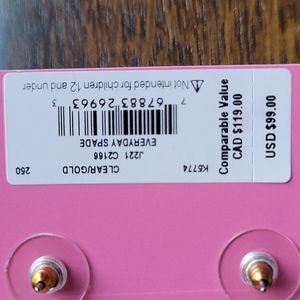 250 CLEAR/GOLD K5774
J221 C2166
EVERYDAY SPADE
7 67883 26963 3
⚠ Not intended for children 12 and under
Comparable Value
CAD $119.00
USD $99.00